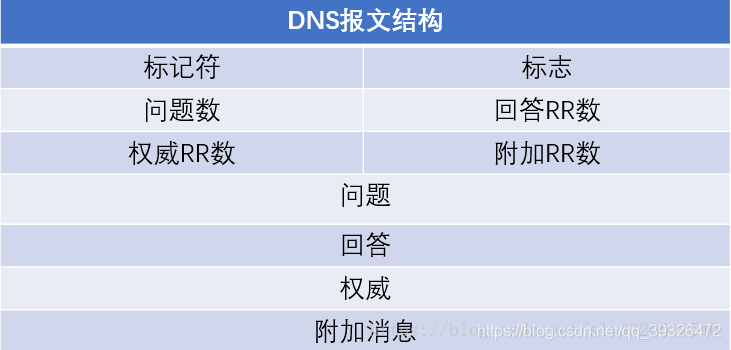 DNS报文结构
标记符 标志
问题数 回答RR数
权威RR数 附加RR数
问题
回答
权威
附加消息
https://blog.csdn.net/qq_39326472